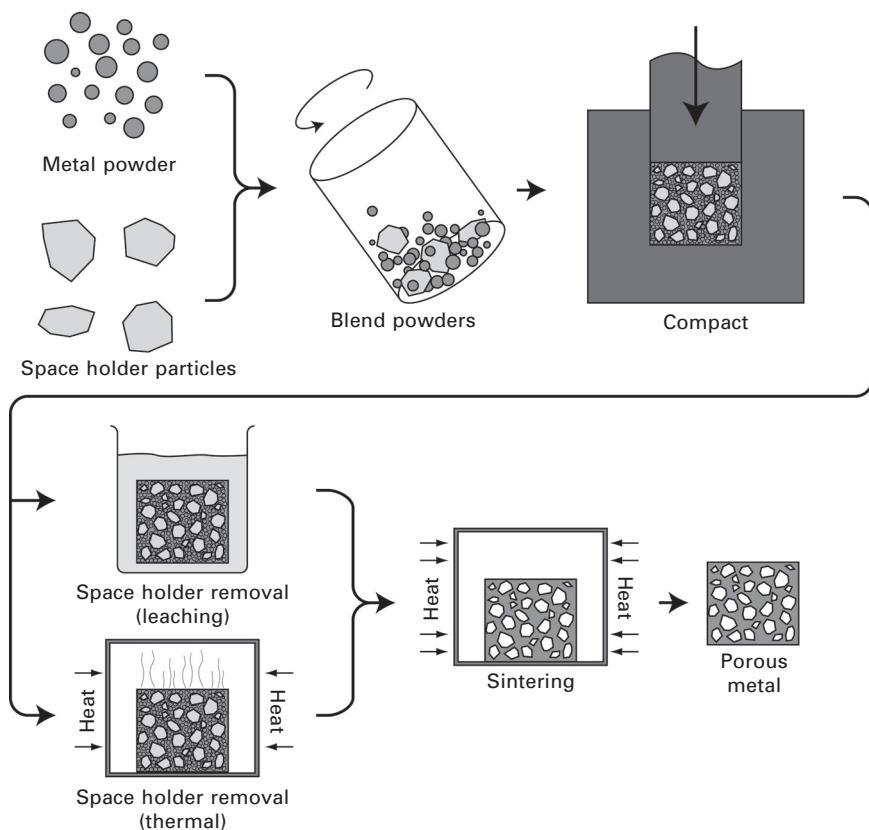 Metal powder
Space holder particles
Blend powders
Compact
Space holder removal
(leaching)
Heat
Heat
Space holder removal
(thermal)
Heat
Heat
Sintering
Porous
metal